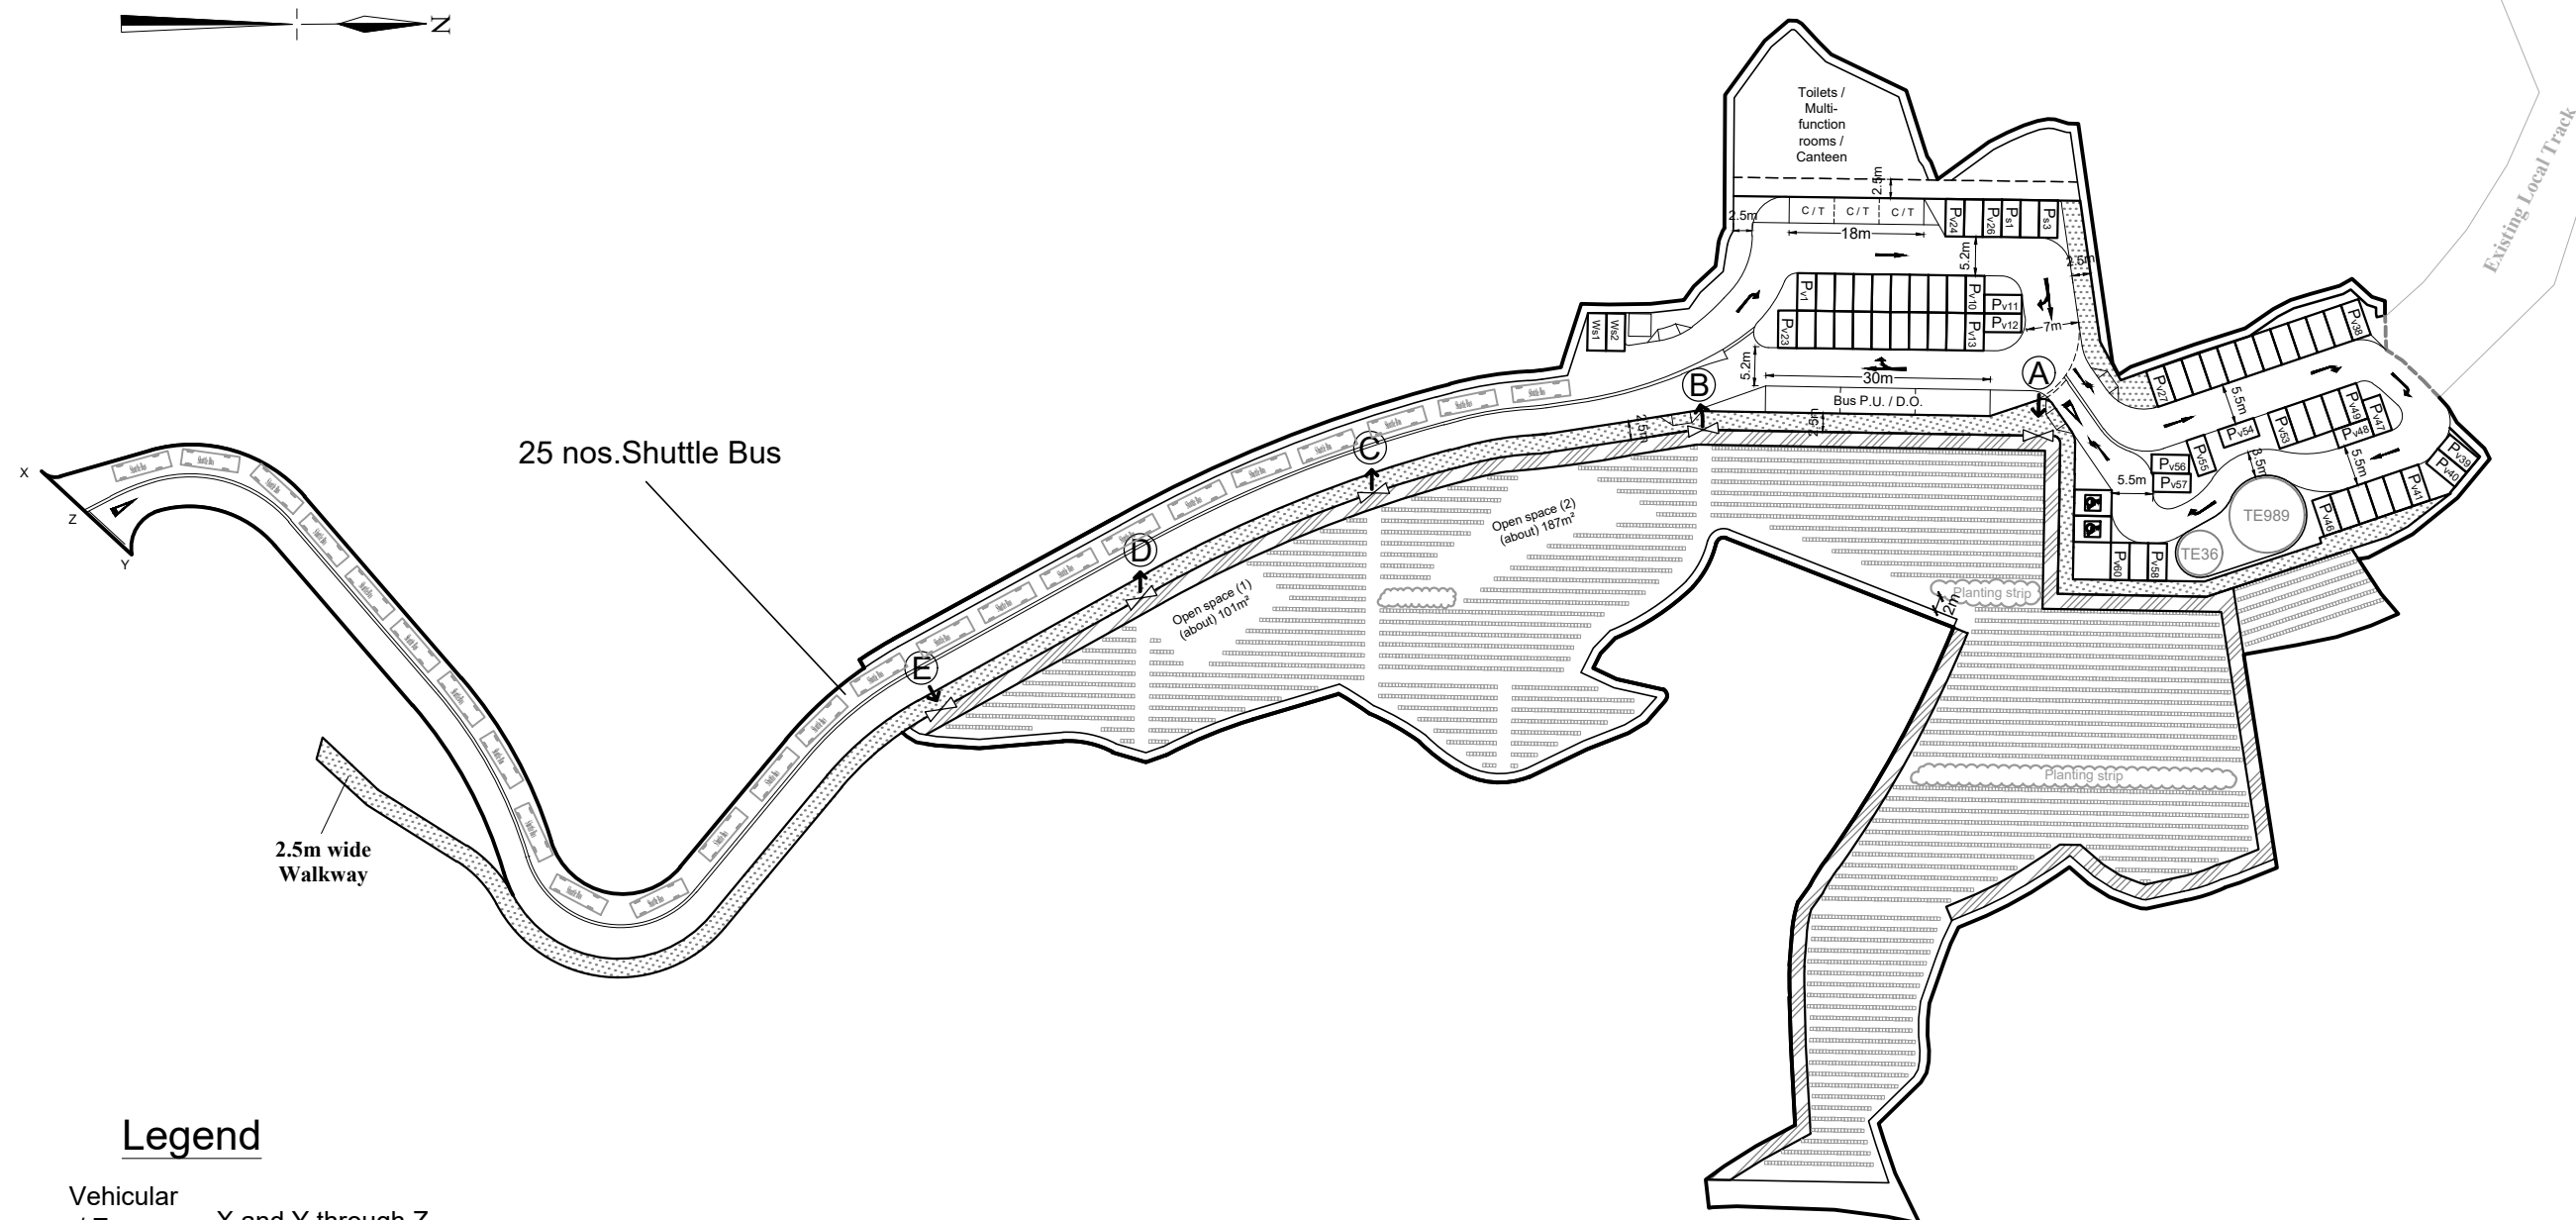 N
Toilets /
Multi-
function
rooms /
Canteen
Existing Local Track
2.5m
2.5m
C / T
C / T
C / T
18m
Pv24
Pv26
Ps1
Ps3
5.2m
2.5m
Ws1
Ws2
Pv1
Pv10
Pv11
Pv12
Pv23
Pv13
7m
5.2m
30m
Bus P.U. / D.O.
2.5m
2.5m
A
B
C
D
E
Pv27
Pv38
5.5m
Pv54
Pv53
Pv49
Pv47
Pv48
Pv55
Pv56
Pv57
5.5m
3.5m
5.5m
Pv39
Pv40
Pv41
Pv46
TE989
TE36
Pv60
Pv58
25 nos.Shuttle Bus
X
Z
Y
Open space (2)
(about) 187m²
Open space (1)
(about) 101m²
Planting strip
2m
Planting strip
2.5m wide
Walkway
Legend
Vehicular
X and Y through Z